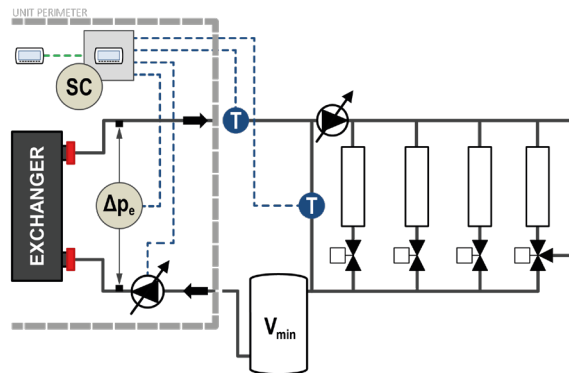 UNIT PERIMETER
SC
T
EXCHANGER
Δpe
T
Vmin